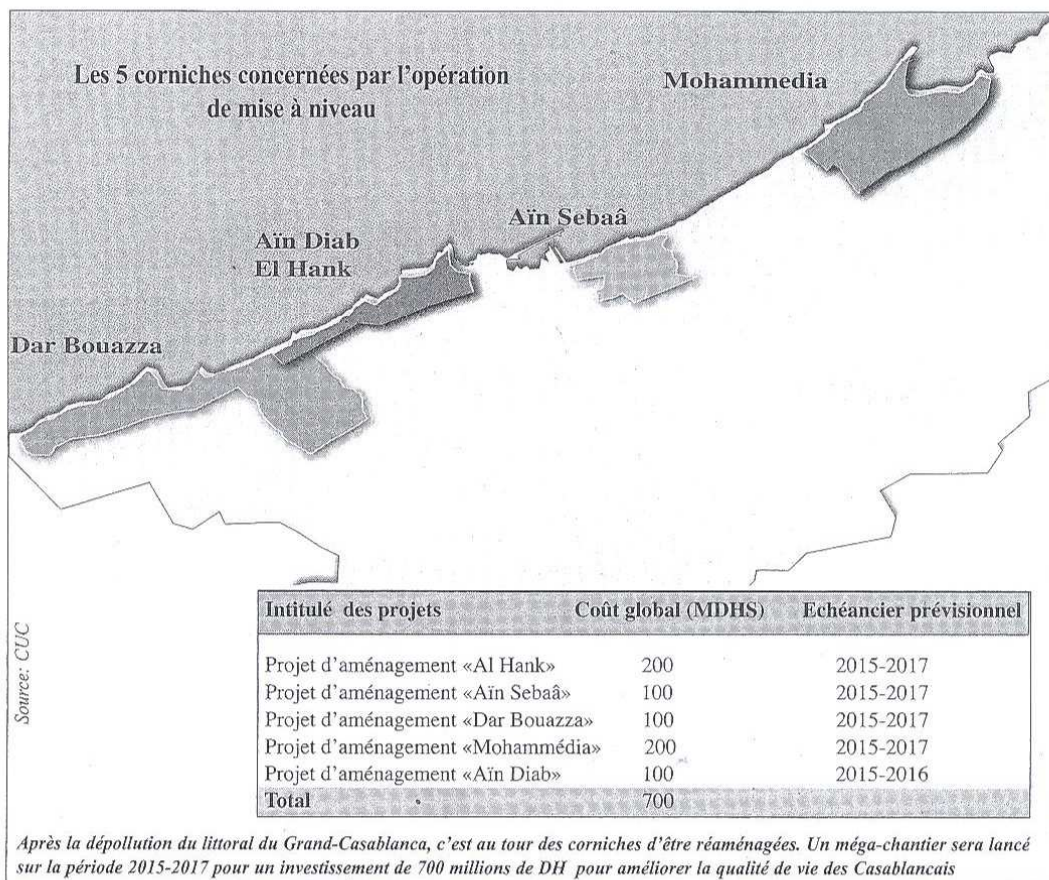 Les 5 corniches concernées par l'opération
de mise à niveau
Mohammedia
Aïn Sebaâ
Aïn Diab
El Hank
Dar Bouazza
Source: CUC
Intitulé des projets Coût global (MDHS) Echéancier prévisionnel
Projet d'aménagement «Al Hank» 200 2015-2017
Projet d'aménagement «Aïn Sebaâ» 100 2015-2017
Projet d'aménagement «Dar Bouazza» 100 2015-2017
Projet d'aménagement «Mohammédia» 200 2015-2017
Projet d'aménagement «Aïn Diab» 100 2015-2016
Total 700
Après la dépollution du littoral du Grand-Casablanca, c'est au tour des corniches d'être réaménagées. Un méga-chantier sera lancé
sur la période 2015-2017 pour un investissement de 700 millions de DH pour améliorer la qualité de vie des Casablancais